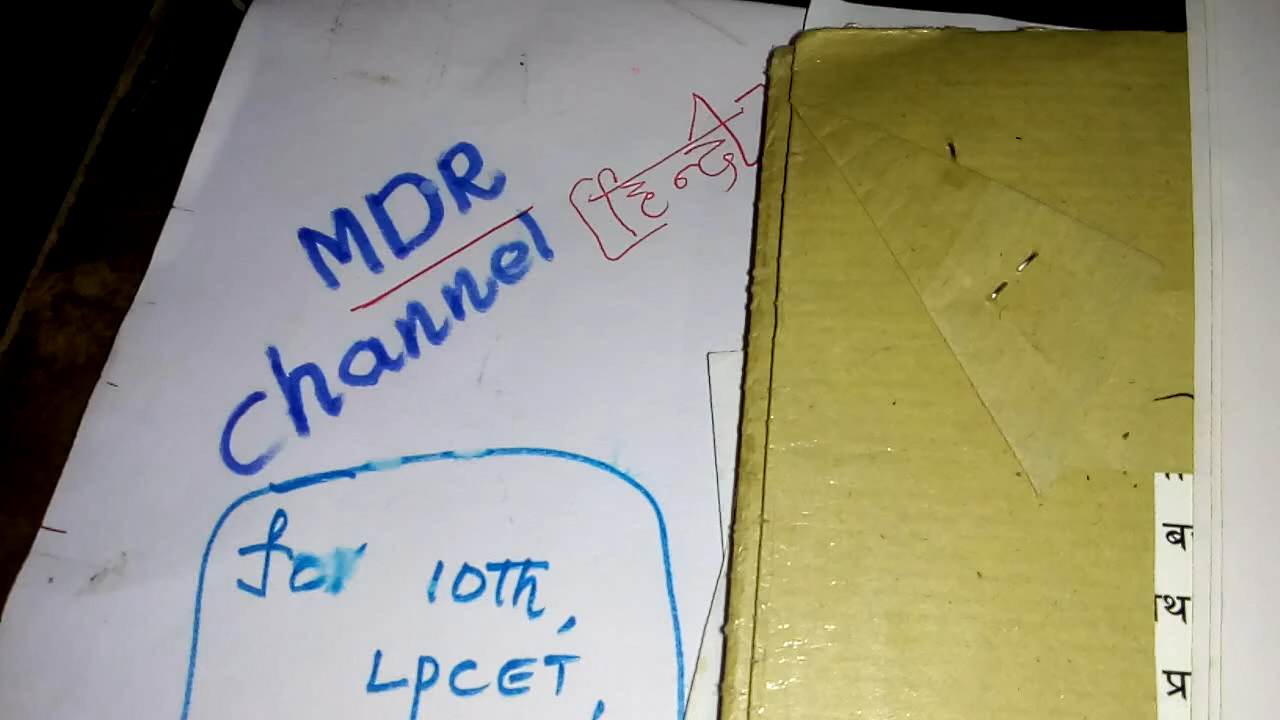 MDR
Channel
[हिन्दी
for 10th,
LPCET,
ब
थि
प्र